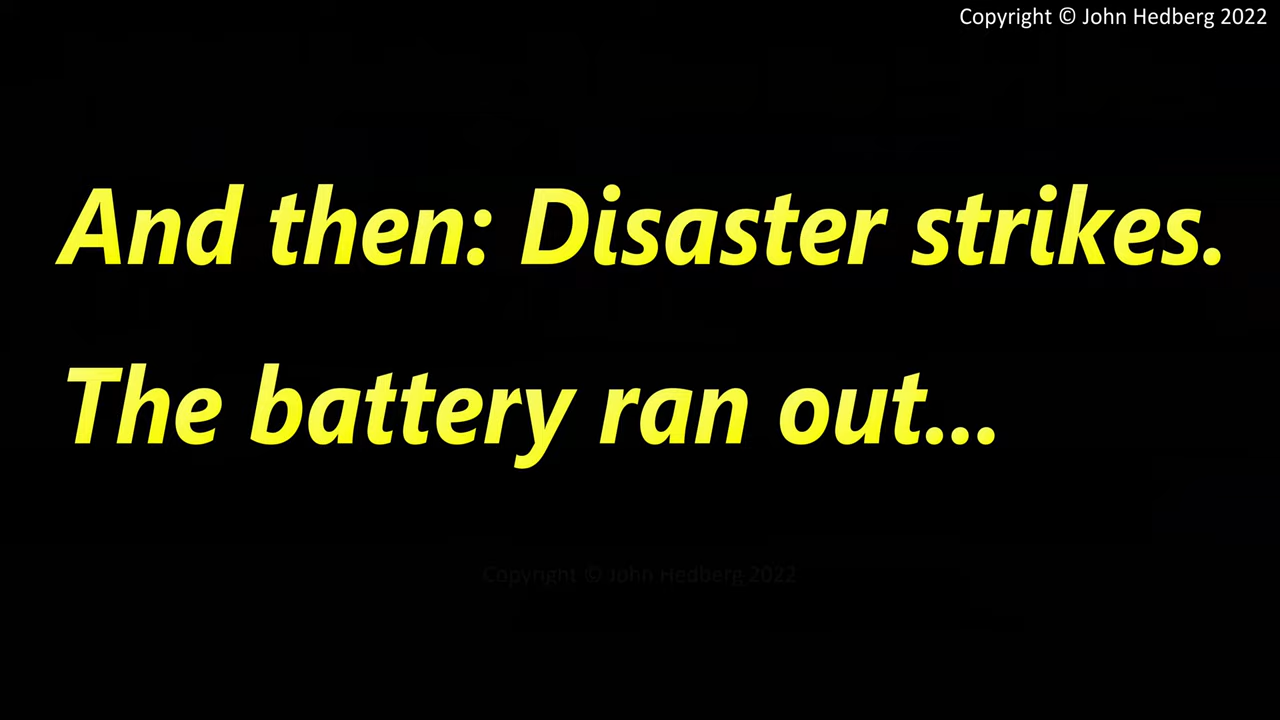 Copyright © John Hedberg 2022
And then: Disaster strikes.
The battery ran out...
Copyright © John Hedberg 2022